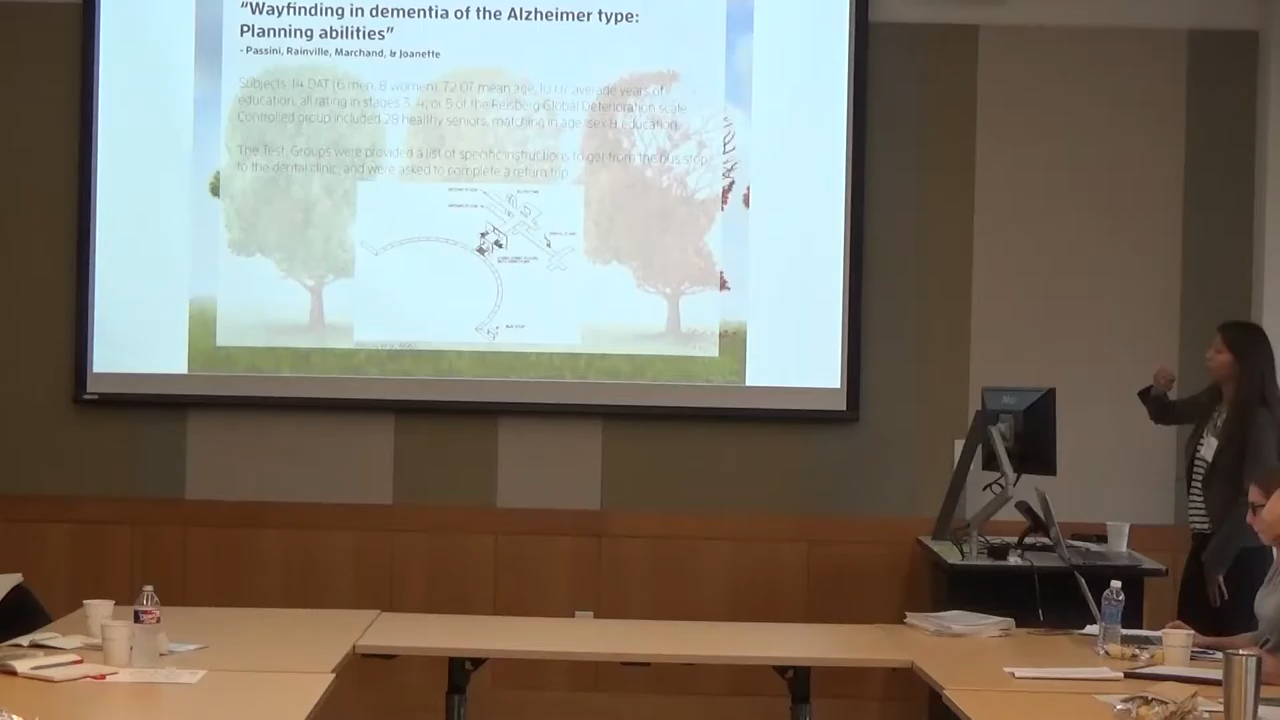 “Wayfinding in dementia of the Alzheimer type:
Planning abilities”
- Passini, Rainville, Marchand, & Joanette
Subjects: 14 DAT (6 men, 8 women), 72.07 mean age, average years of
education, all rating in stages 3, 4, or 5 of the Reisberg Global Deterioration scale
Controlled group included 28 healthy seniors, matching in age, sex & education
The Test: Groups were provided a list of specific instructions to get from the bus stop
to the dental clinic, and were asked to complete a return trip
BUS STOP